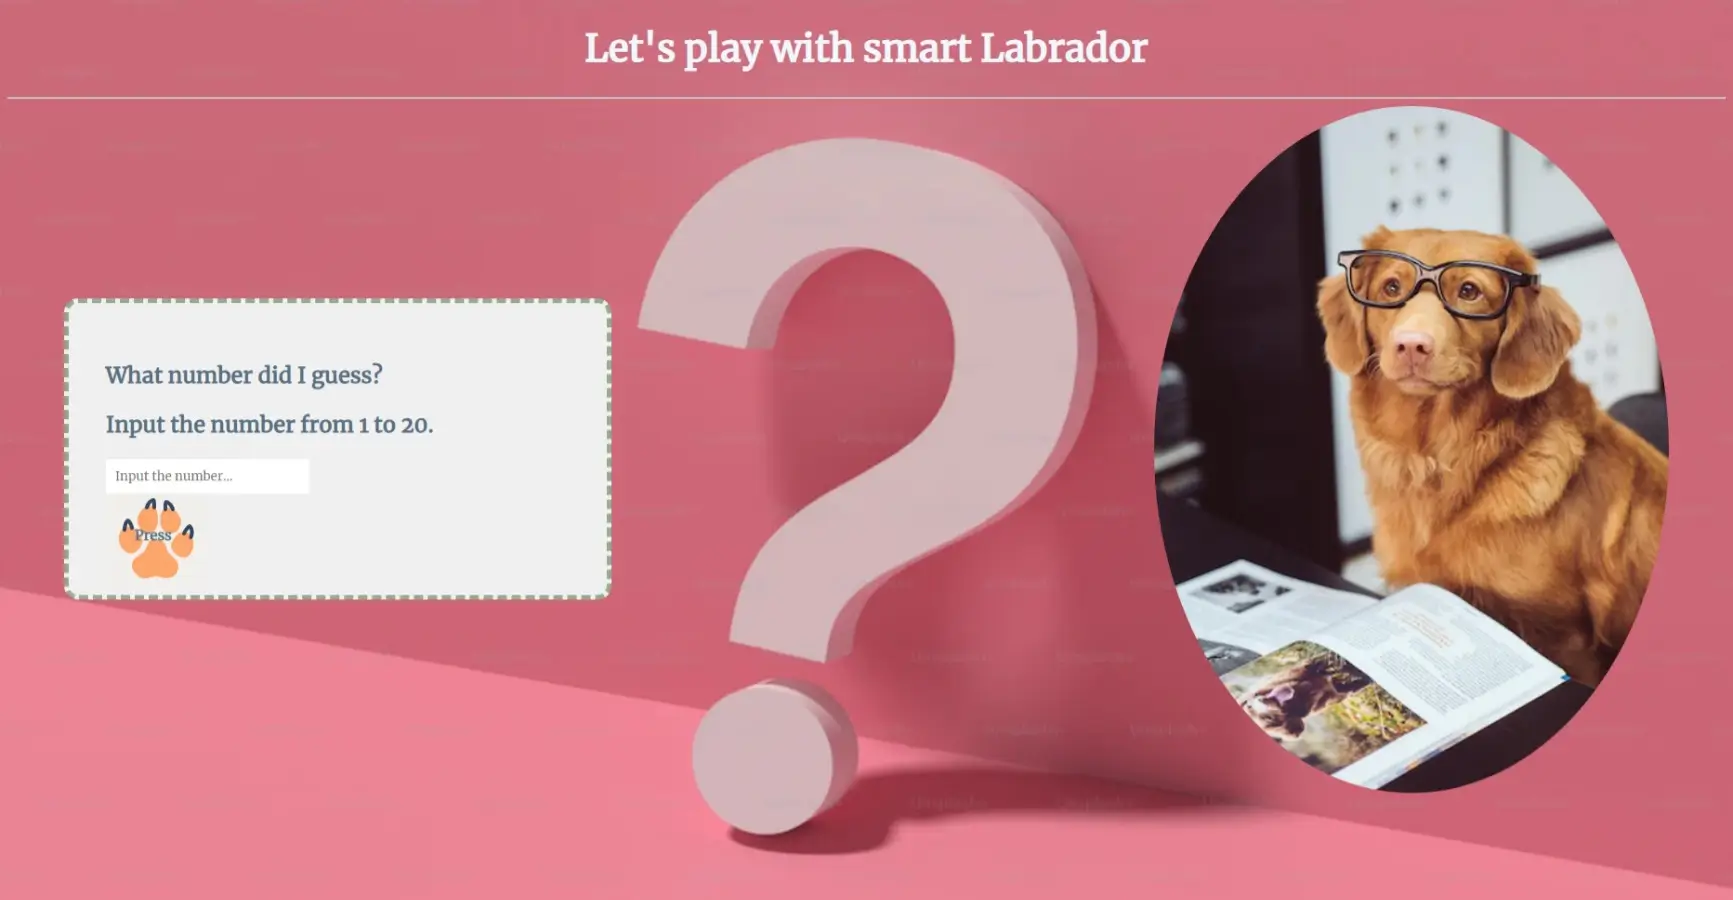 Let's play with smart Labrador
What number did I guess?
Input the number from 1 to 20.
Input the number...
Press